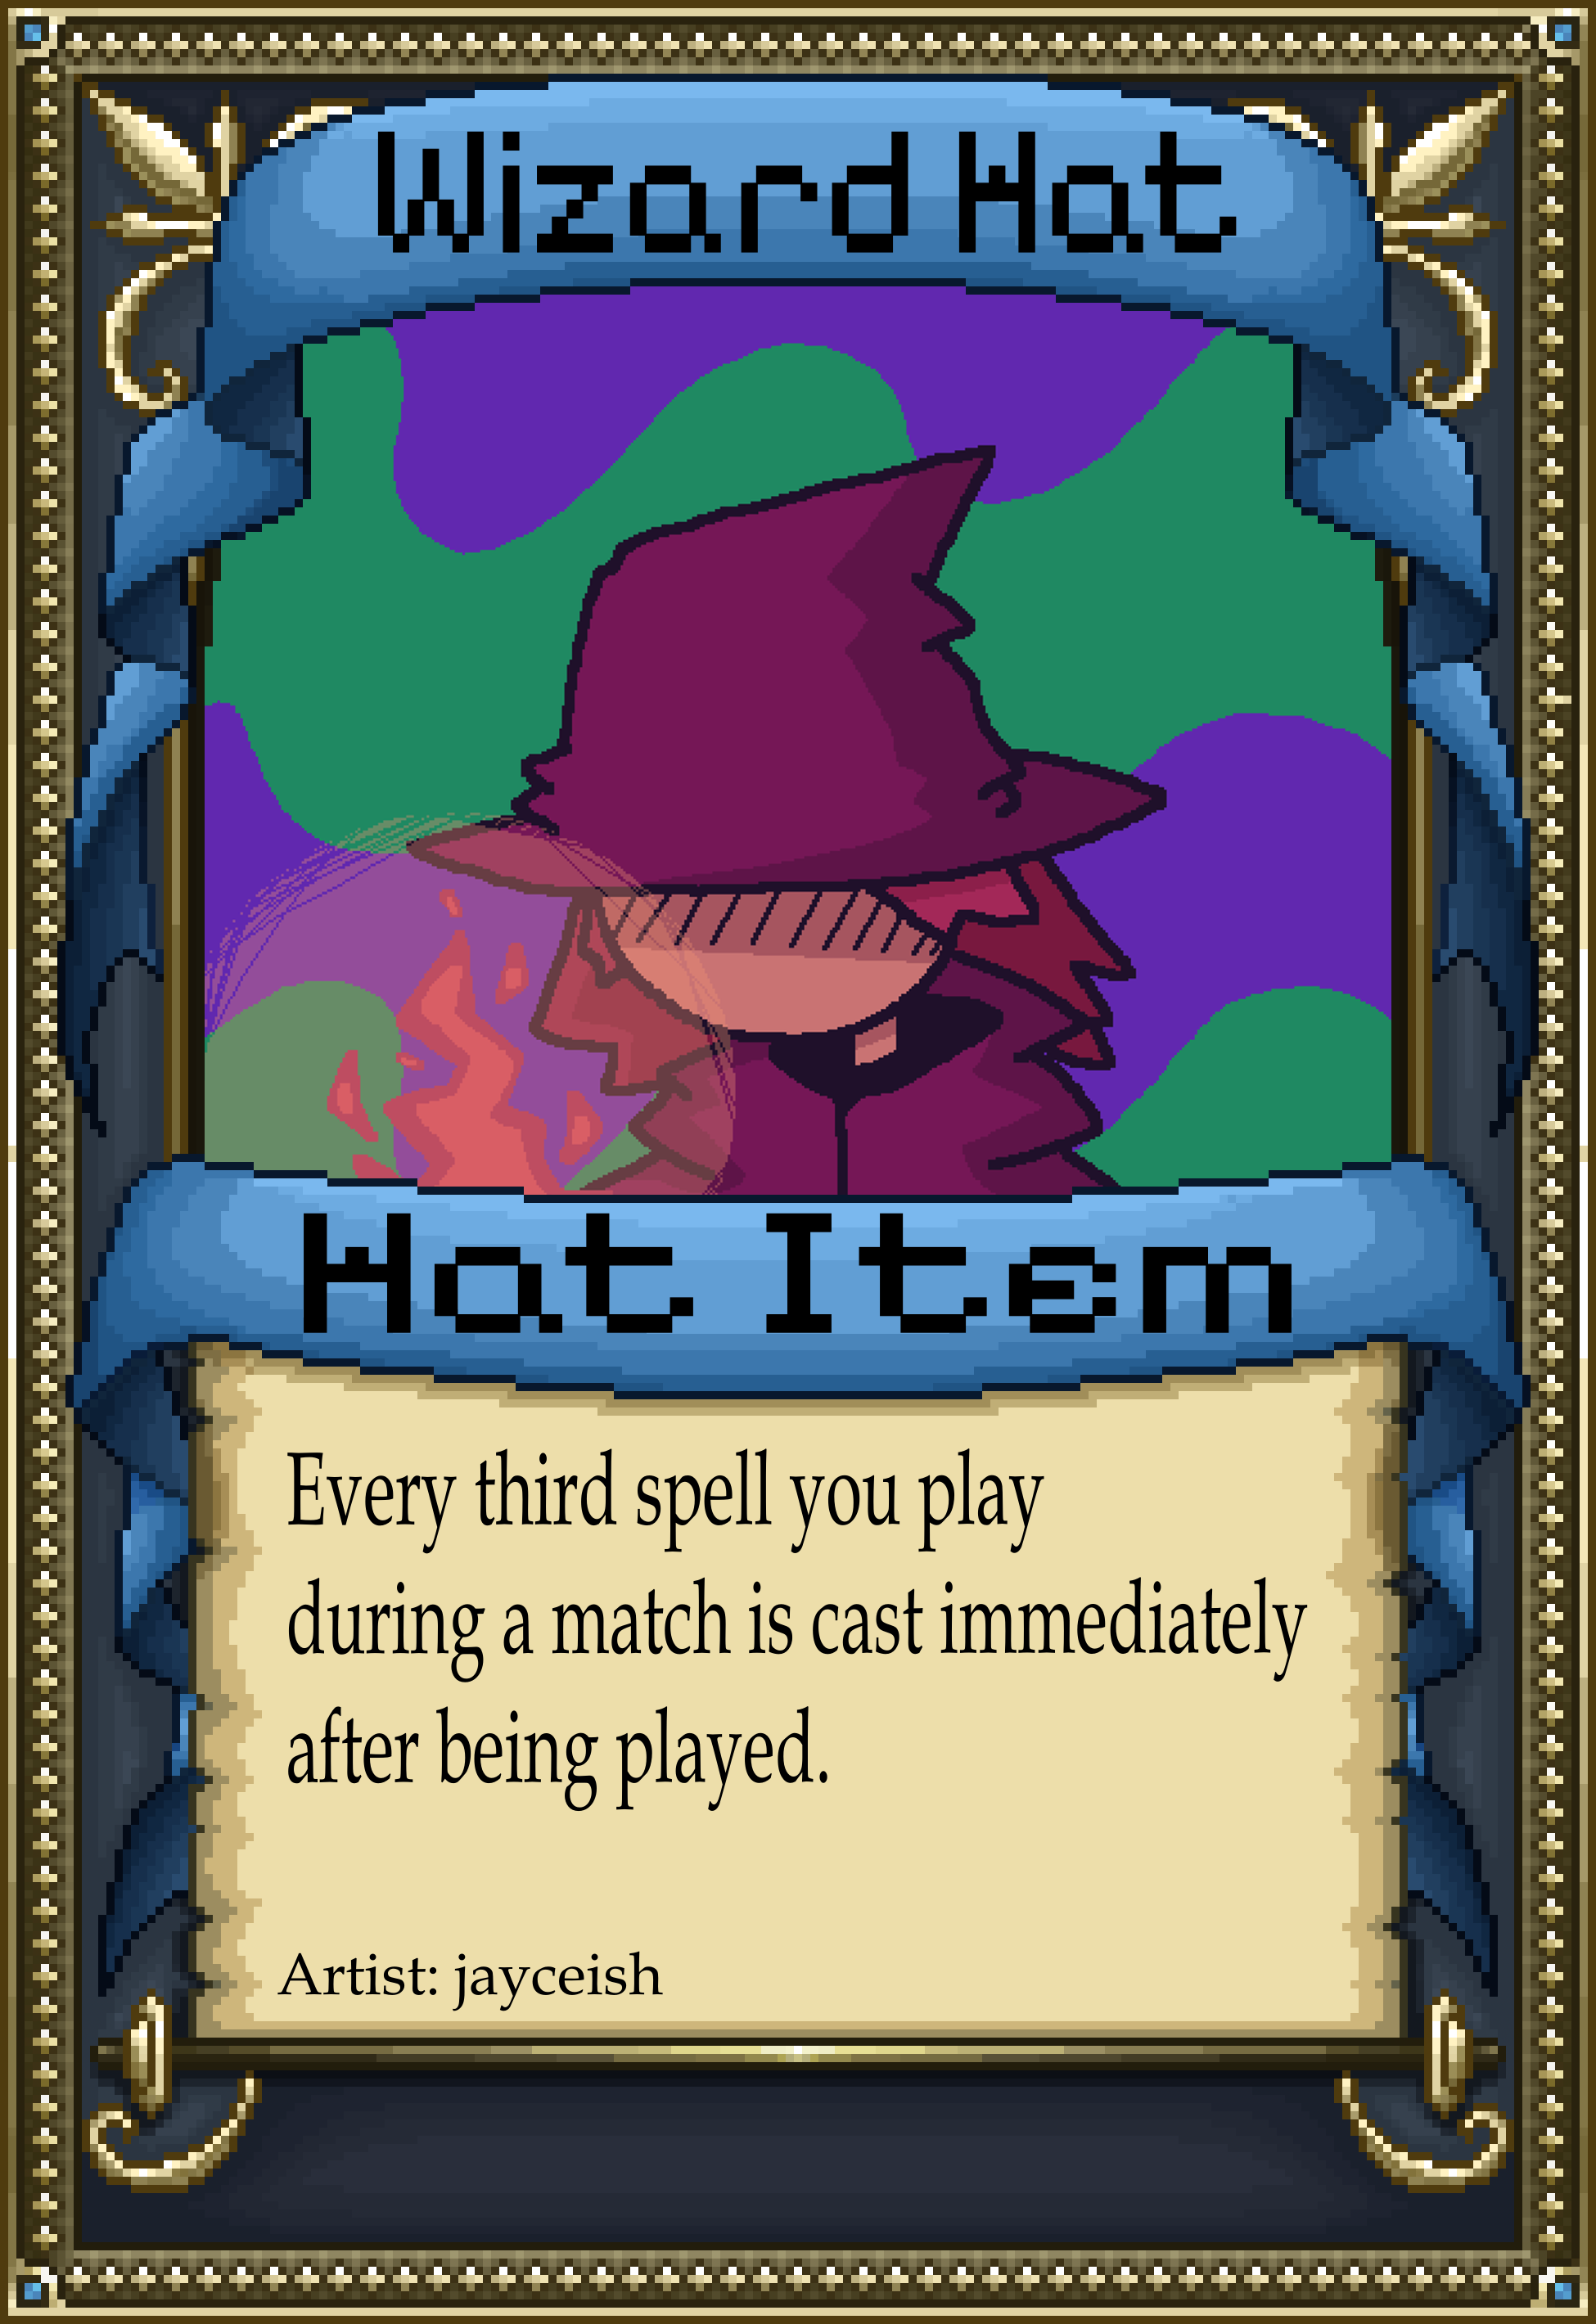 Wizard Hat
Hat Item
Every third spell you play
during a match is cast immediately
after being played.
Artist: jayceish